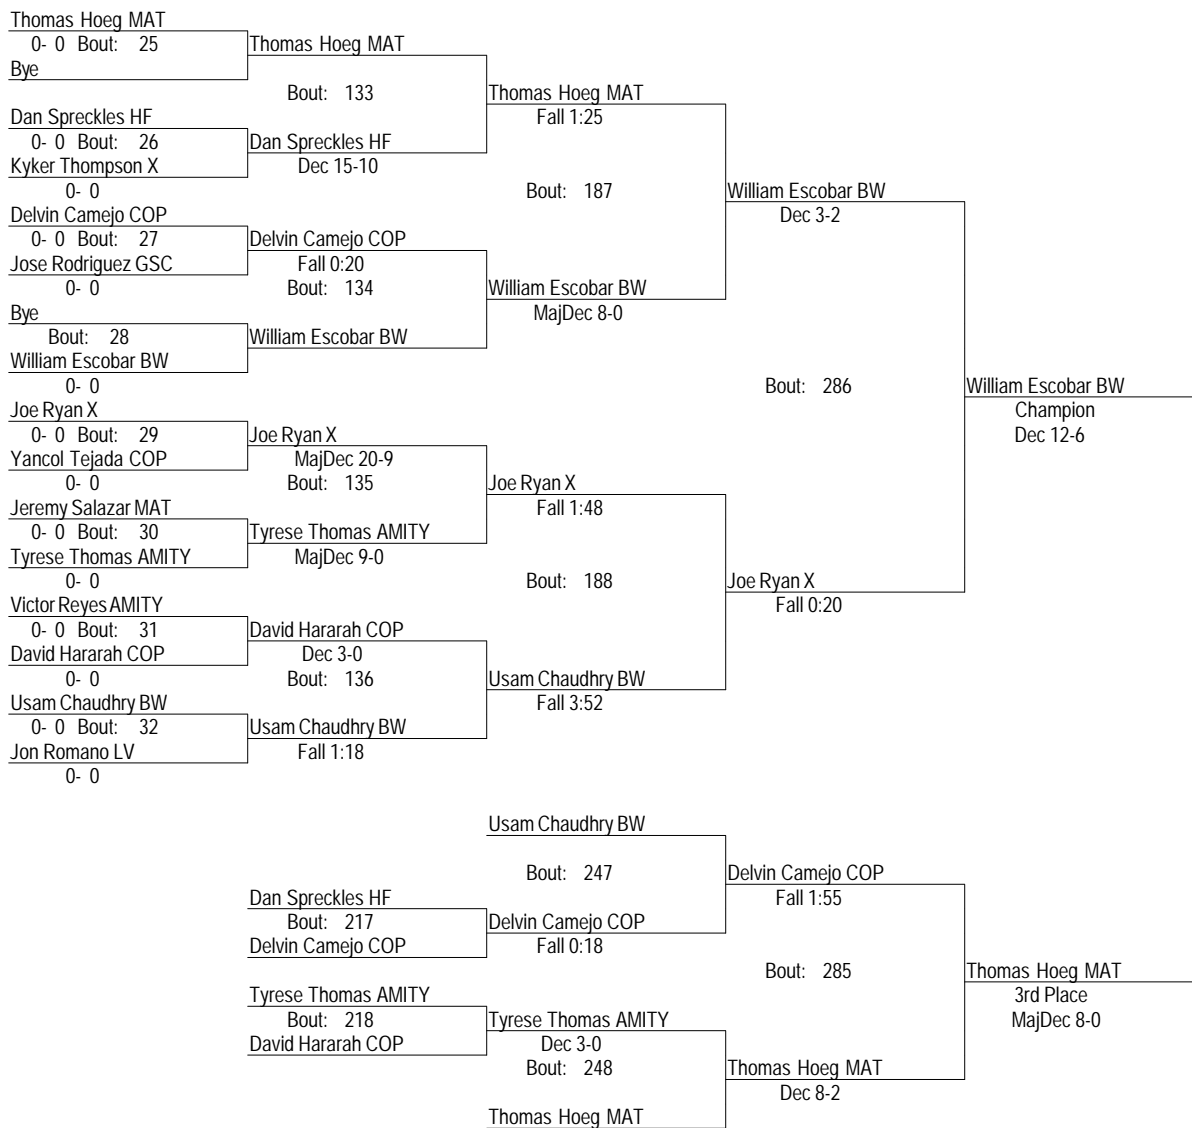 Thomas Hoeg MAT
0- 0 Bout: 25
Bye
Thomas Hoeg MAT
Bout: 133
Dan Spreckles HF
0- 0 Bout: 26
Kyker Thompson X
0- 0
Dan Spreckles HF
Dec 15-10
Thomas Hoeg MAT
Fall 1:25
Bout: 187
Delvin Camejo COP
0- 0 Bout: 27
Jose Rodriguez GSC
0- 0
Delvin Camejo COP
Fall 0:20
Bout: 134
Bye
Bout: 28
William Escobar BW
0- 0
William Escobar BW
William Escobar BW
MajDec 8-0
William Escobar BW
Dec 3-2
Bout: 286
William Escobar BW
Champion
Dec 12-6
Joe Ryan X
0- 0 Bout: 29
Yancol Tejada COP
0- 0
Joe Ryan X
MajDec 20-9
Bout: 135
Jeremy Salazar MAT
0- 0 Bout: 30
Tyrese Thomas AMITY
0- 0
Tyrese Thomas AMITY
MajDec 9-0
Joe Ryan X
Fall 1:48
Bout: 188
Joe Ryan X
Fall 0:20
Victor Reyes AMITY
0- 0 Bout: 31
David Hararah COP
0- 0
David Hararah COP
Dec 3-0
Bout: 136
Usam Chaudhry BW
0- 0 Bout: 32
Jon Romano LV
0- 0
Usam Chaudhry BW
Fall 1:18
Usam Chaudhry BW
Fall 3:52
Usam Chaudhry BW
Bout: 247
Dan Spreckles HF
Bout: 217
Delvin Camejo COP
Delvin Camejo COP
Fall 0:18
Delvin Camejo COP
Fall 1:55
Bout: 285
Thomas Hoeg MAT
3rd Place
MajDec 8-0
Tyrese Thomas AMITY
Bout: 218
David Hararah COP
Tyrese Thomas AMITY
Dec 3-0
Bout: 248
Thomas Hoeg MAT
Thomas Hoeg MAT
Dec 8-2